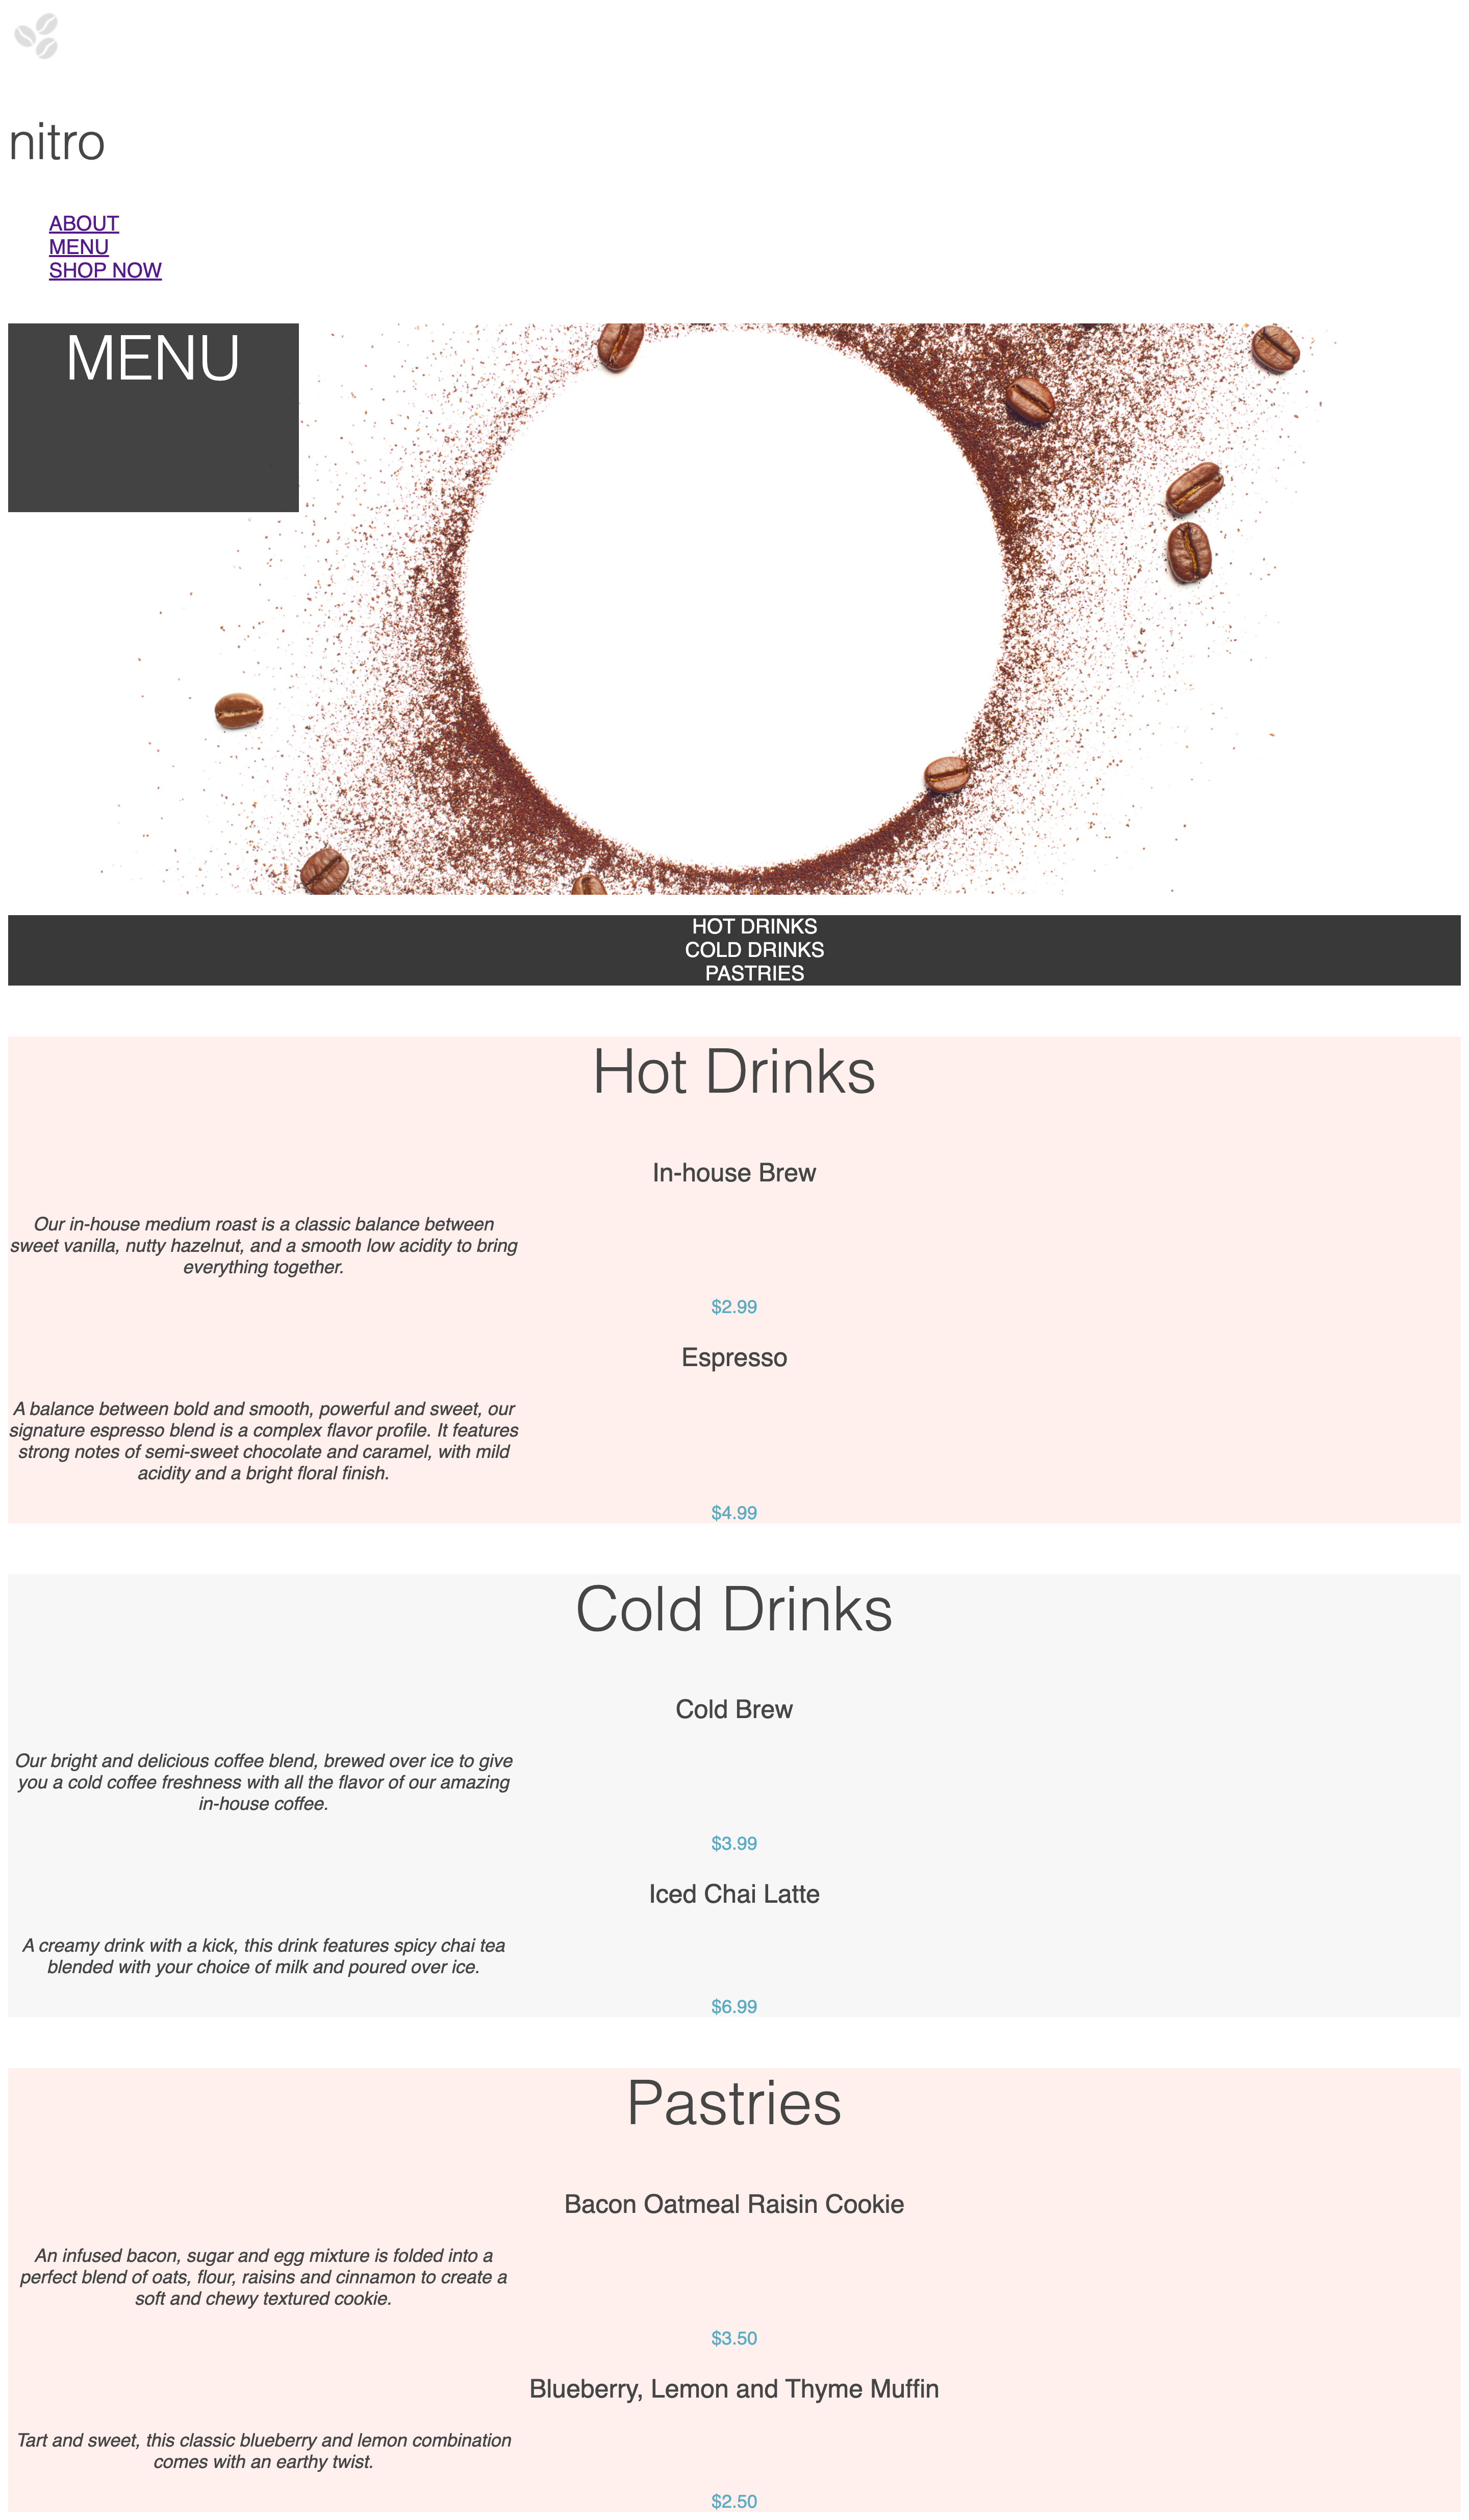 nitro
ABOUT
MENU
SHOP NOW
MENU
HOT DRINKS
COLD DRINKS
PASTRIES
Hot Drinks
In-house Brew
Our in-house medium roast is a classic balance between
sweet vanilla, nutty hazelnut, and a smooth low acidity to bring
everything together.
$2.99
Espresso
A balance between bold and smooth, powerful and sweet, our
signature espresso blend is a complex flavor profile. It features
strong notes of semi-sweet chocolate and caramel, with mild
acidity and a bright floral finish.
$4.99
Cold Drinks
Cold Brew
Our bright and delicious coffee blend, brewed over ice to give
you a cold coffee freshness with all the flavor of our amazing
in-house coffee.
$3.99
Iced Chai Latte
A creamy drink with a kick, this drink features spicy chai tea
blended with your choice of milk and poured over ice.
$6.99
Pastries
Bacon Oatmeal Raisin Cookie
An infused bacon, sugar and egg mixture is folded into a
perfect blend of oats, flour, raisins and cinnamon to create a
soft and chewy textured cookie.
$3.50
Blueberry, Lemon and Thyme Muffin
Tart and sweet, this classic blueberry and lemon combination
comes with an earthy twist.
$2.50